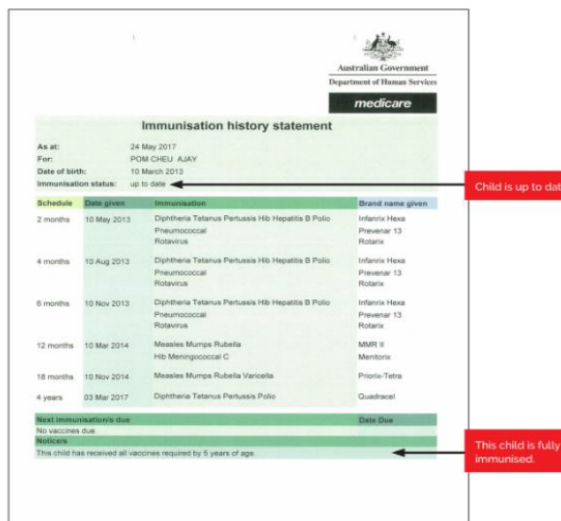 Australian Government
Department of Human Services
medicare
Immunisation history statement
As at: 24 May 2017
For: POM CHEU AJAY
Date of birth: 10 March 2013
Immunisation status: up to date
Child is up to dat
Schedule Date given Immunisation Brand name given
2 months 10 May 2013 Diphtheria Tetanus Pertussis Hib Hepatitis B Polio Infanrix Hexa
Pneumococcal Prevenar 13
Rotavirus Rotarix
4 months 10 Aug 2013 Diphtheria Tetanus Pertussis Hib Hepatitis B Polio Infanrix Hexa
Pneumococcal Prevenar 13
Rotavirus Rotarix
6 months 10 Nov 2013 Diphtheria Tetanus Pertussis Hib Hepatitis B Polio Infanrix Hexa
Pneumococcal Prevenar 13
Rotavirus Rotarix
12 months 10 Mar 2014 Measles Mumps Rubella MMR II
Hib Meningococcal C Menitorix
18 months 10 Nov 2014 Measles Mumps Rubella Varicella Priorix-Tetra
4 years 03 Mar 2017 Diphtheria Tetanus Pertussis Polio Quadracel
Next immunisation/s due Date Due
No vaccines due
Notice/s
This child has received all vaccines required by 5 years of age.
This child is fully
immunised.